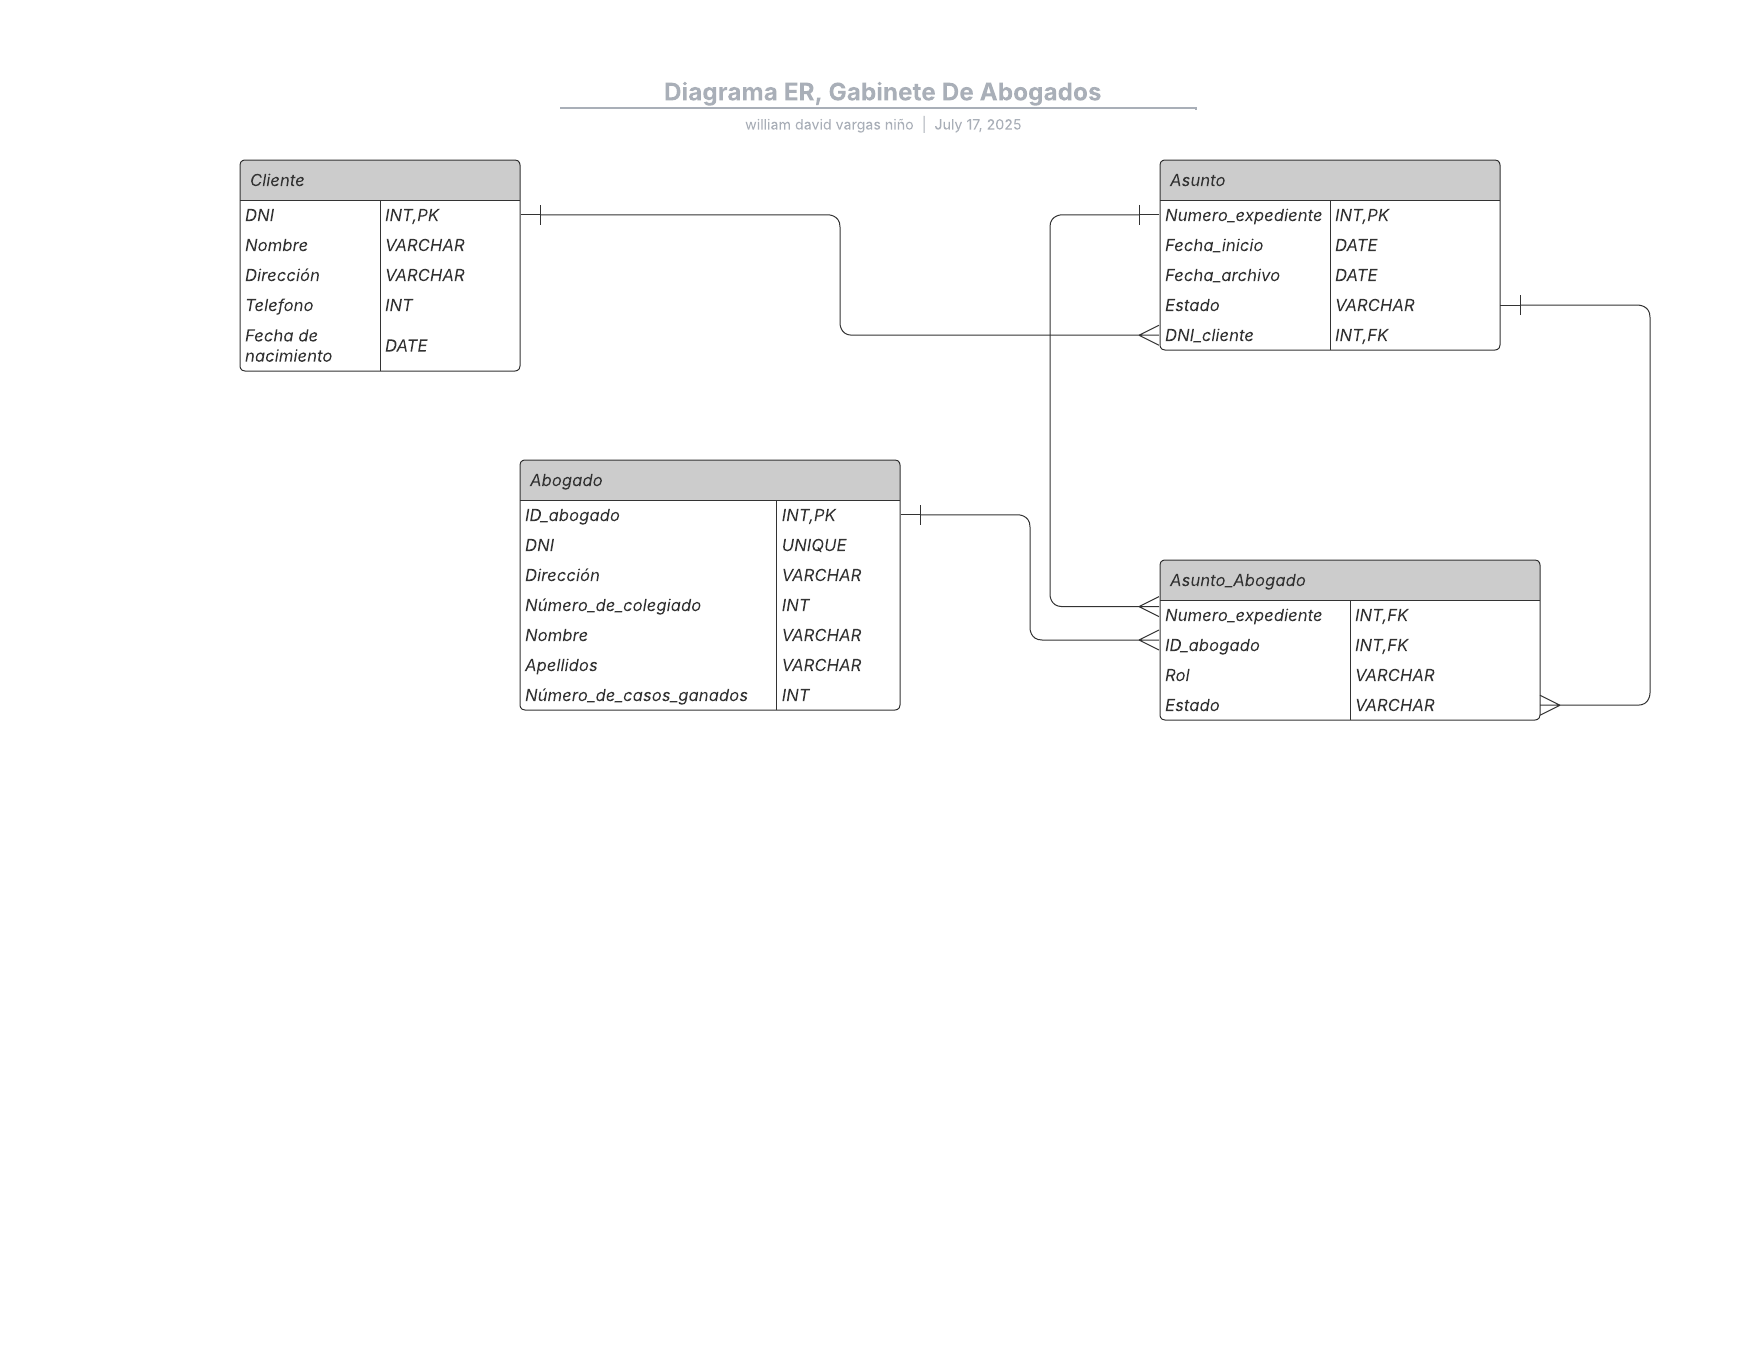 Diagrama ER, Gabinete De Abogados
william david vargas niño | July 17, 2025
Cliente
DNI INT,PK
Nombre VARCHAR
Dirección VARCHAR
Telefono INT
Fecha de
nacimiento DATE
Asunto
Numero_expediente INT,PK
Fecha_inicio DATE
Fecha_archivo DATE
Estado VARCHAR
DNI_cliente INT,FK
Abogado
ID_abogado INT,PK
DNI UNIQUE
Dirección VARCHAR
Número_de_colegiado INT
Nombre VARCHAR
Apellidos VARCHAR
Número_de_casos_ganados INT
Asunto_Abogado
Numero_expediente INT,FK
ID_abogado INT,FK
Rol VARCHAR
Estado VARCHAR